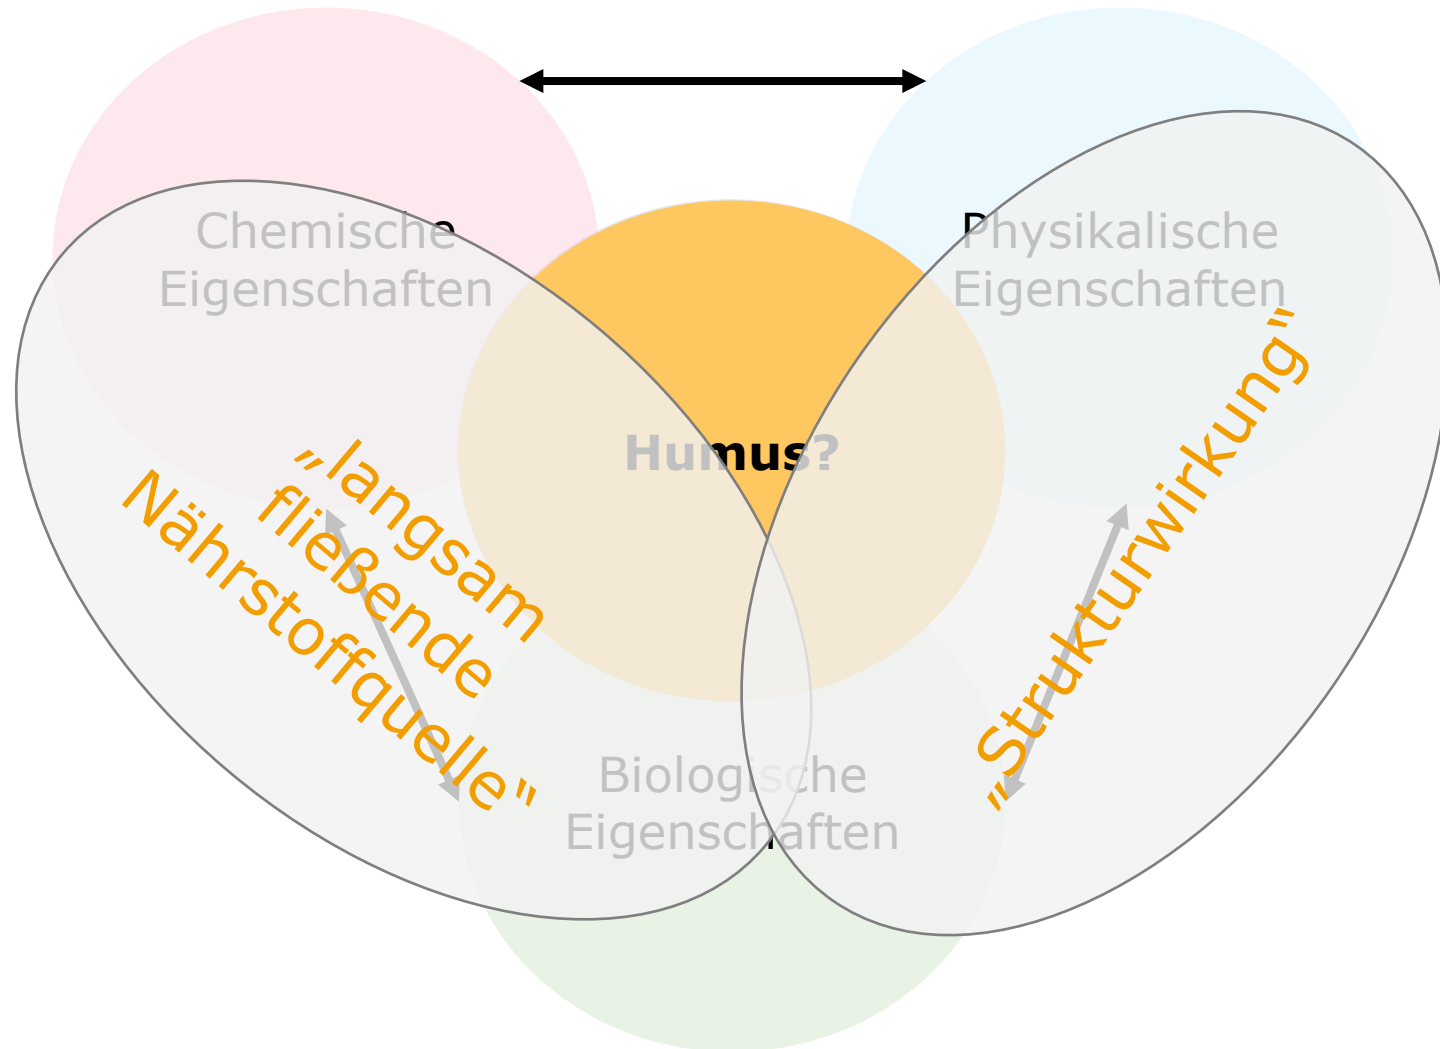 Chemische
Eigenschaften
Physikalische
Eigenschaften
Humus?
„langsam
fließende
Nährstoffquelle"
„Strukturwirkung"
Biologische
Eigenschaften